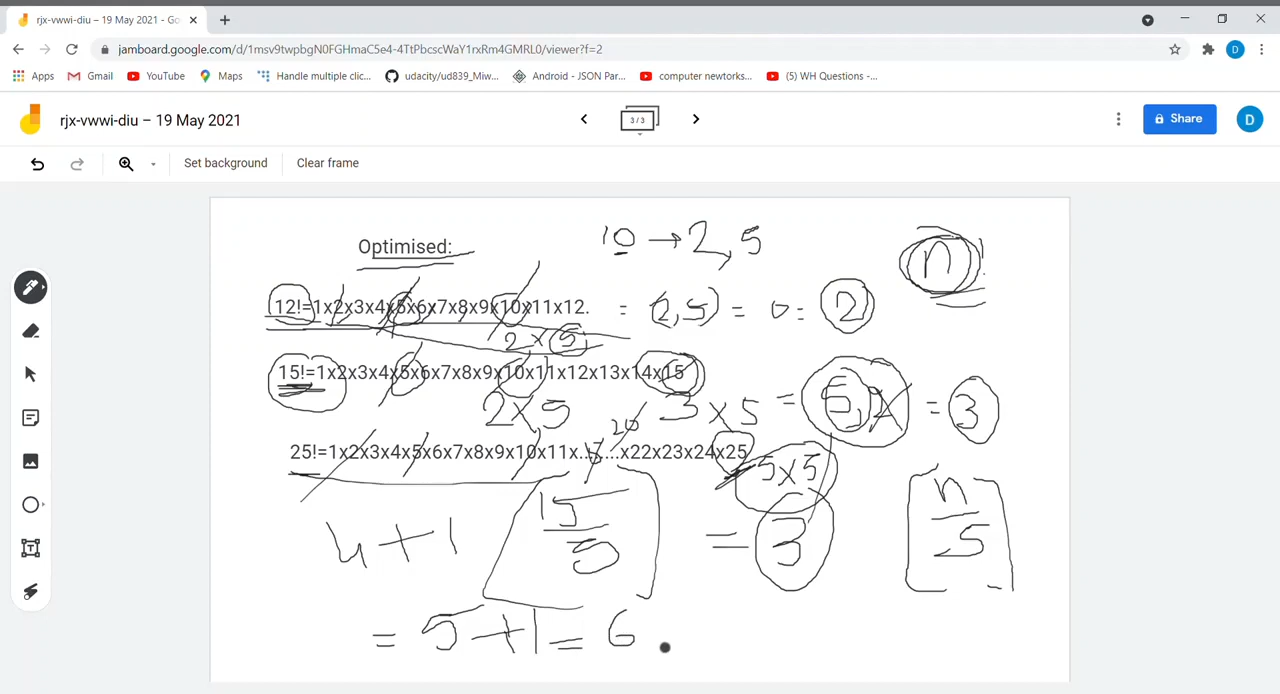 rjx-vwwi-diu – 19 May 2021 - Go
jamboard.google.com/d/1msv9twpbgN0FGHmaC5e4-4TtPbcscWaY1rxRm4GMRL0/viewer?f=2
D
Apps Gmail YouTube Maps Handle multiple clic... udacity/ud839_Miw... Android - JSON Par... computer newtorks... (5) WH Questions -...
rjx-vwwi-diu – 19 May 2021
3/3
Share
D
Set background Clear frame
10 → 2, 5
n!
Optimised:
12!=1x2x3x4x5x6x7x8x9x10x11x12. = (2,5) = 0 = 2
2 x 5
15!=1x2x3x4x5x6x7x8x9x10x11x12x13x14x15
2 x 5 3 x 5 = = 3
20
25!=1x2x3x4x5x6x7x8x9x10x11x.......x22x23x24x25
5x5
4+1 15/5 = 3 n/5
= 5+1 = 6